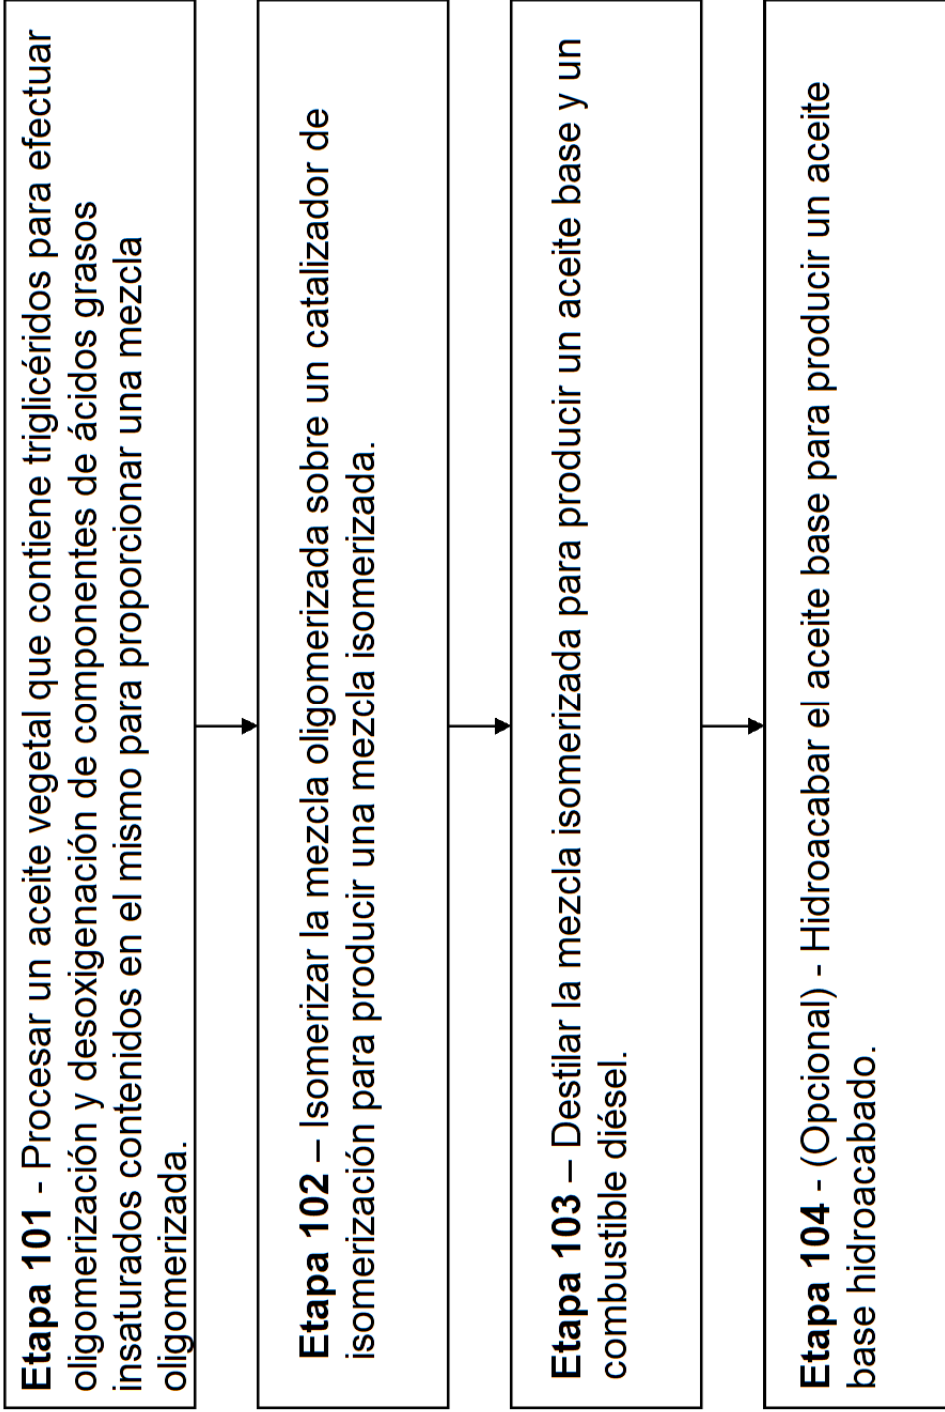 Etapa 101 - Procesar un aceite vegetal que contiene triglicéridos para efectuar
oligomerización y desoxigenación de componentes de ácidos grasos
insaturados contenidos en el mismo para proporcionar una mezcla
oligomerizada.
Etapa 102 – Isomerizar la mezcla oligomerizada sobre un catalizador de
isomerización para producir una mezcla isomerizada.
Etapa 103 – Destilar la mezcla isomerizada para producir un aceite base y un
combustible diésel.
Etapa 104 - (Opcional) - Hidroacabar el aceite base para producir un aceite
base hidroacabado.